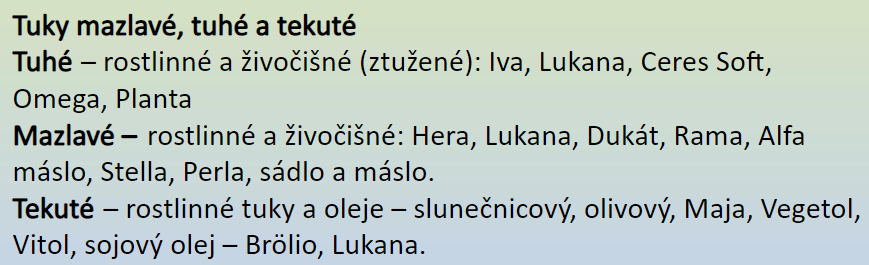 Tuky mazlavé, tuhé a tekuté
Tuhé – rostlinné a živočišné (ztužené): Iva, Lukana, Ceres Soft,
Omega, Planta
Mazlavé – rostlinné a živočišné: Hera, Lukana, Dukát, Rama, Alfa
máslo, Stella, Perla, sádlo a máslo.
Tekuté – rostlinné tuky a oleje – slunečnicový, olivový, Maja, Vegetol,
Vitol, sojový olej – Brölio, Lukana.